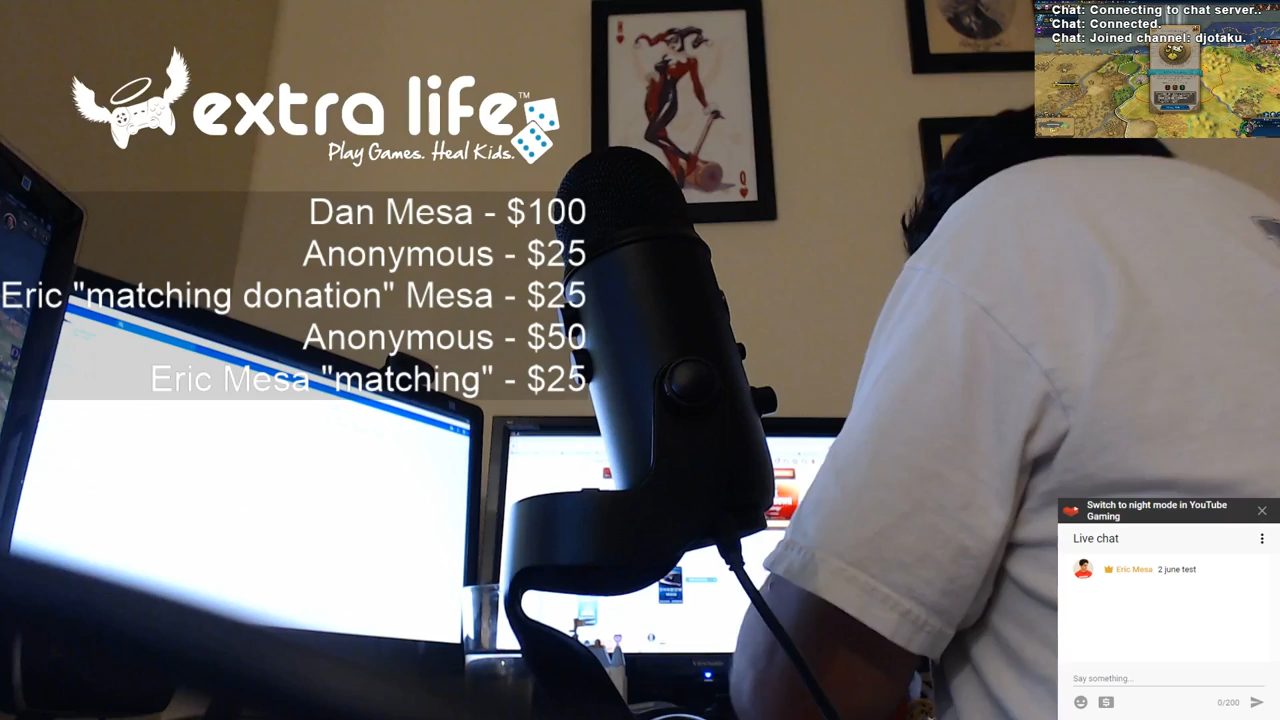 Chat: Connecting to chat server..
Chat: Connected.
Chat: Joined channel: djotaku.
extra life™
Play Games. Heal Kids.
Dan Mesa - $100
Anonymous - $25
Eric "matching donation" Mesa - $25
Anonymous - $50
Eric Mesa "matching" - $25
Switch to night mode in YouTube
Gaming
Live chat
Eric Mesa 2 june test
Say something...
0/200